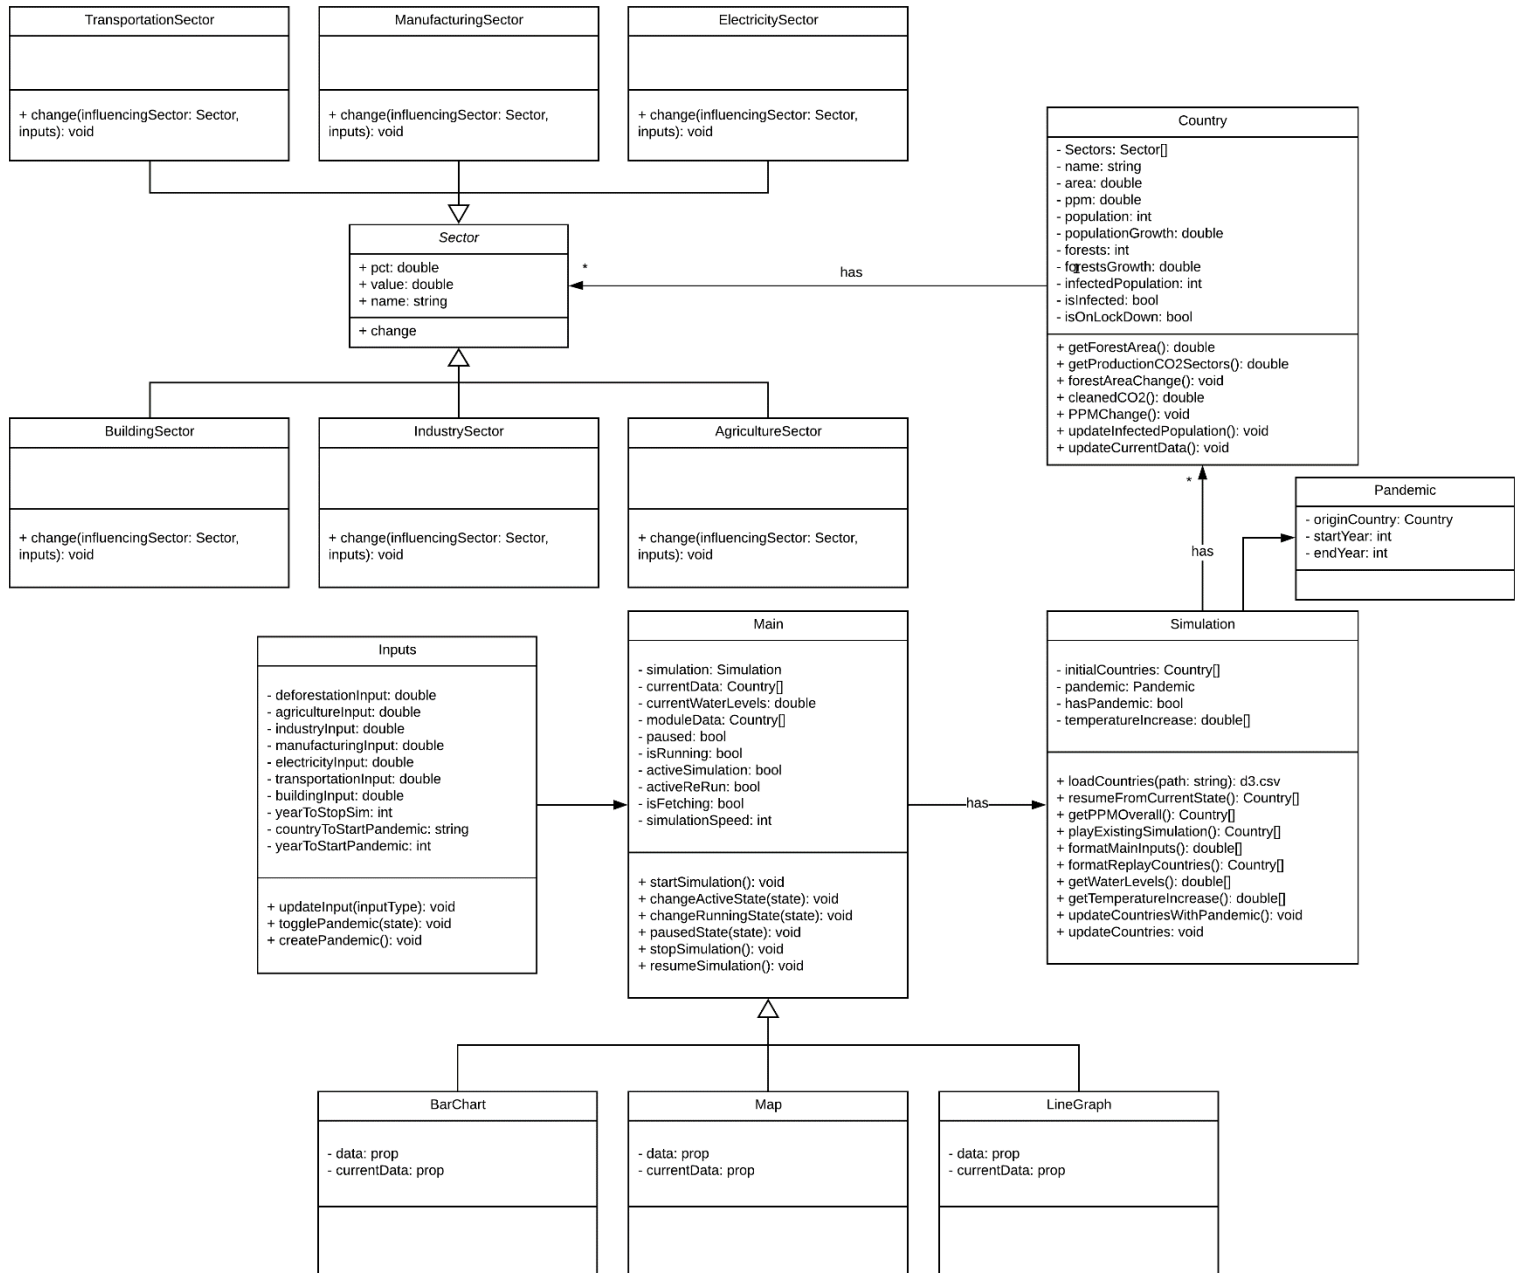 TransportationSector
+ change(influencingSector: Sector,
inputs): void
ManufacturingSector
+ change(influencingSector: Sector,
inputs): void
ElectricitySector
+ change(influencingSector: Sector,
inputs): void
Country
- Sectors: Sector[]
- name: string
- area: double
- ppm: double
- population: int
- populationGrowth: double
- forests: int
- forestsGrowth: double
- infectedPopulation: int
- isInfected: bool
- isOnLockDown: bool
+ getForestArea(): double
+ getProductionCO2Sectors(): double
+ forestAreaChange(): void
+ cleanedCO2(): double
+ PPMChange(): void
+ updateInfectedPopulation(): void
+ updateCurrentData(): void
Sector
+ pct: double
+ value: double
+ name: string
+ change
*
has
BuildingSector
+ change(influencingSector: Sector,
inputs): void
IndustrySector
+ change(influencingSector: Sector,
inputs): void
AgricultureSector
+ change(influencingSector: Sector,
inputs): void
*
has
Pandemic
- originCountry: Country
- startYear: int
- endYear: int
Inputs
- deforestationInput: double
- agricultureInput: double
- industryInput: double
- manufacturingInput: double
- electricityInput: double
- transportationInput: double
- buildingInput: double
- yearToStopSim: int
- countryToStartPandemic: string
- yearToStartPandemic: int
+ updateInput(inputType): void
+ togglePandemic(state): void
+ createPandemic(): void
Main
- simulation: Simulation
- currentData: Country[]
- currentWaterLevels: double
- moduleData: Country[]
- paused: bool
- isRunning: bool
- activeSimulation: bool
- activeReRun: bool
- isFetching: bool
- simulationSpeed: int
+ startSimulation(): void
+ changeActiveState(state): void
+ changeRunningState(state): void
+ pausedState(state): void
+ stopSimulation(): void
+ resumeSimulation(): void
has
Simulation
- initialCountries: Country[]
- pandemic: Pandemic
- hasPandemic: bool
- temperatureIncrease: double[]
+ loadCountries(path: string): d3.csv
+ resumeFromCurrentState(): Country[]
+ getPPMOverall(): Country[]
+ playExistingSimulation(): Country[]
+ formatMainInputs(): double[]
+ formatReplayCountries(): Country[]
+ getWaterLevels(): double[]
+ getTemperatureIncrease(): double[]
+ updateCountriesWithPandemic(): void
+ updateCountries: void
BarChart
- data: prop
- currentData: prop
Map
- data: prop
- currentData: prop
LineGraph
- data: prop
- currentData: prop